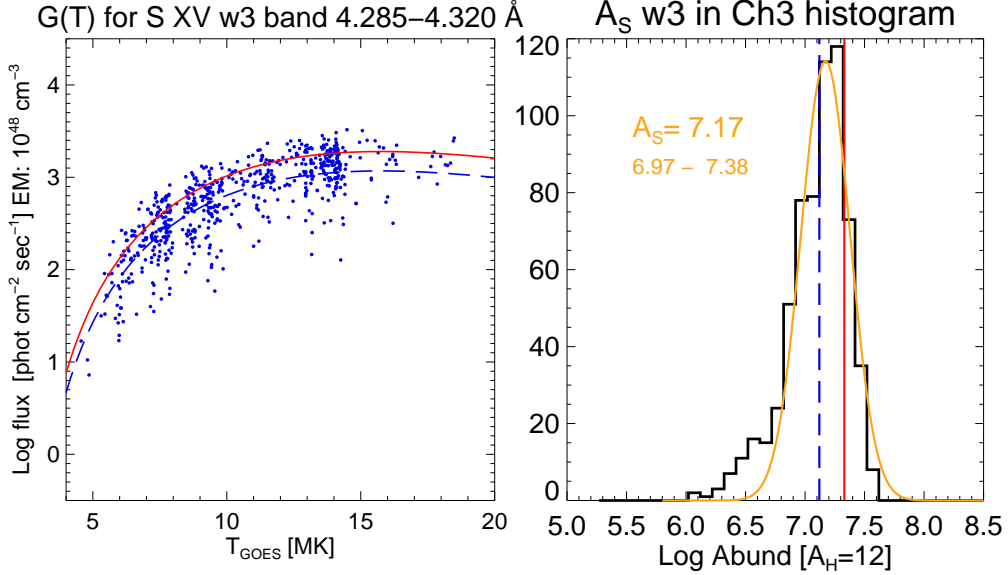 G(T) for S XV w3 band 4.285−4.320 Å
Log flux [phot cm⁻² sec⁻¹] EM: 10⁴⁸ cm⁻³
4
3
2
1
0
5 10 15 20
T_GOES [MK]
A_S w3 in Ch3 histogram
A_S= 7.17
6.97 − 7.38
120
100
80
60
40
20
0
5.0 5.5 6.0 6.5 7.0 7.5 8.0 8.5
Log Abund [A_H=12]